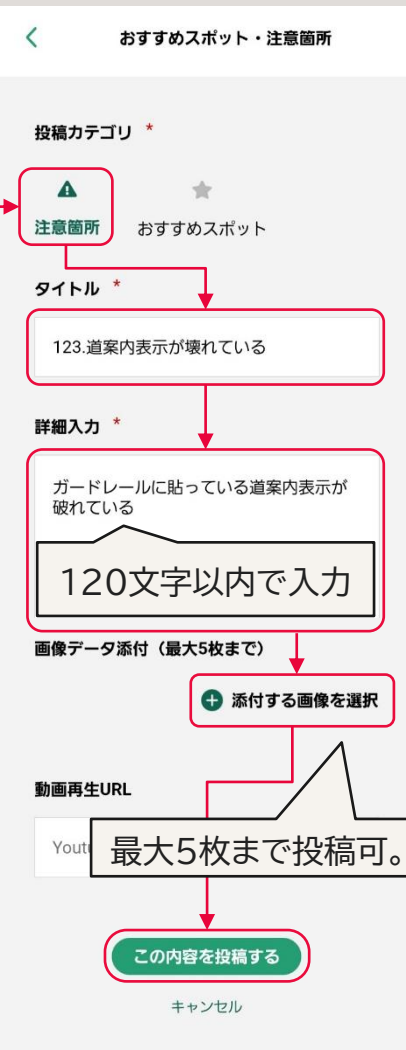 おすすめスポット・注意箇所
投稿カテゴリ *
注意箇所
おすすめスポット
タイトル *
123.道案内表示が壊れている
詳細入力 *
ガードレールに貼っている道案内表示が
破れている
120文字以内で入力
画像データ添付（最大5枚まで）
添付する画像を選択
動画再生URL
最大5枚まで投稿可。
この内容を投稿する
キャンセル